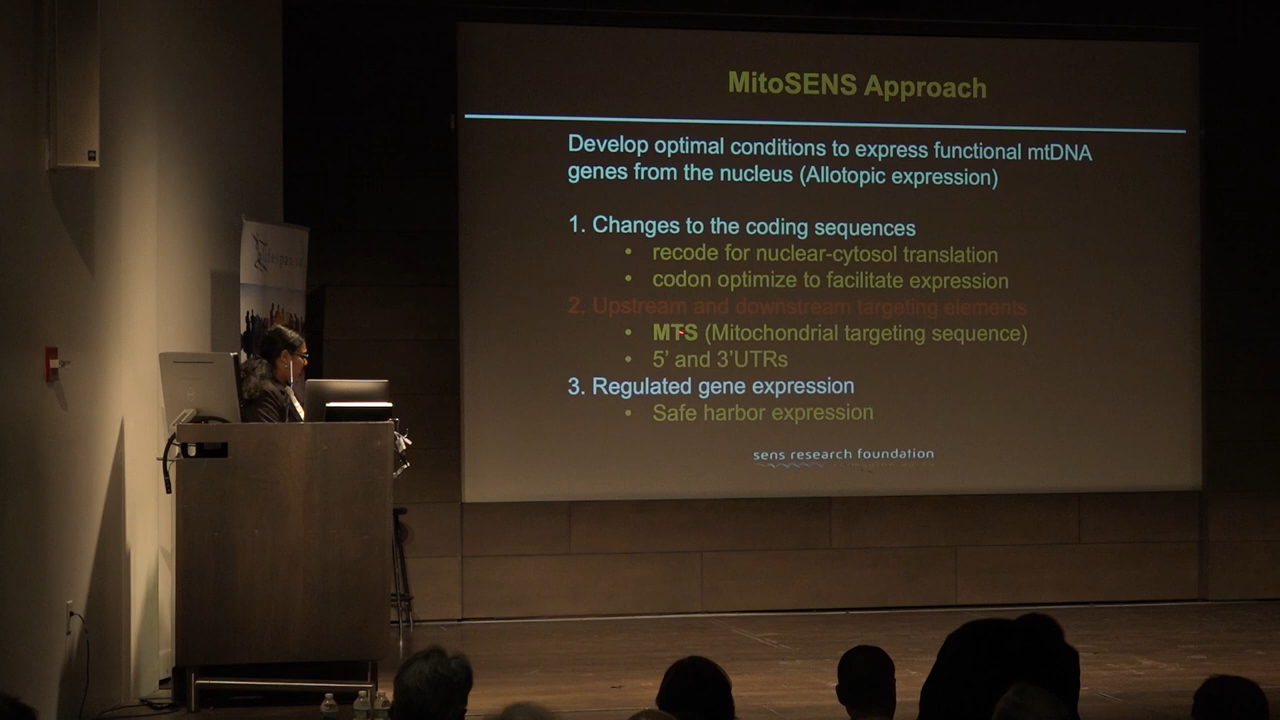 MitoSENS Approach
Develop optimal conditions to express functional mtDNA
genes from the nucleus (Allotopic expression)
1. Changes to the coding sequences
• recode for nuclear-cytosol translation
• codon optimize to facilitate expression
2. Upstream and downstream targeting elements
• MTS (Mitochondrial targeting sequence)
• 5’ and 3’UTRs
3. Regulated gene expression
• Safe harbor expression
sens research foundation